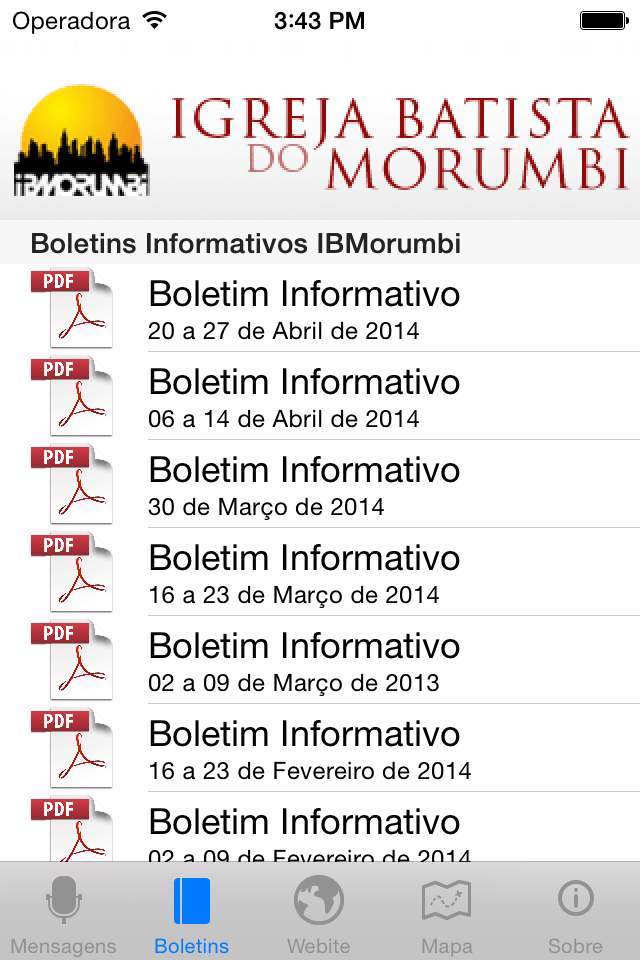 Operadora 3:43 PM
IGREJA BATISTA
DO MORUMBI
iBMORUMBi
Boletins Informativos IBMorumbi
PDF
Boletim Informativo
20 a 27 de Abril de 2014
PDF
Boletim Informativo
06 a 14 de Abril de 2014
PDF
Boletim Informativo
30 de Março de 2014
PDF
Boletim Informativo
16 a 23 de Março de 2014
PDF
Boletim Informativo
02 a 09 de Março de 2013
PDF
Boletim Informativo
16 a 23 de Fevereiro de 2014
PDF
Boletim Informativo
02 a 09 de Fevereiro de 2014
Mensagens Boletins Webite Mapa Sobre